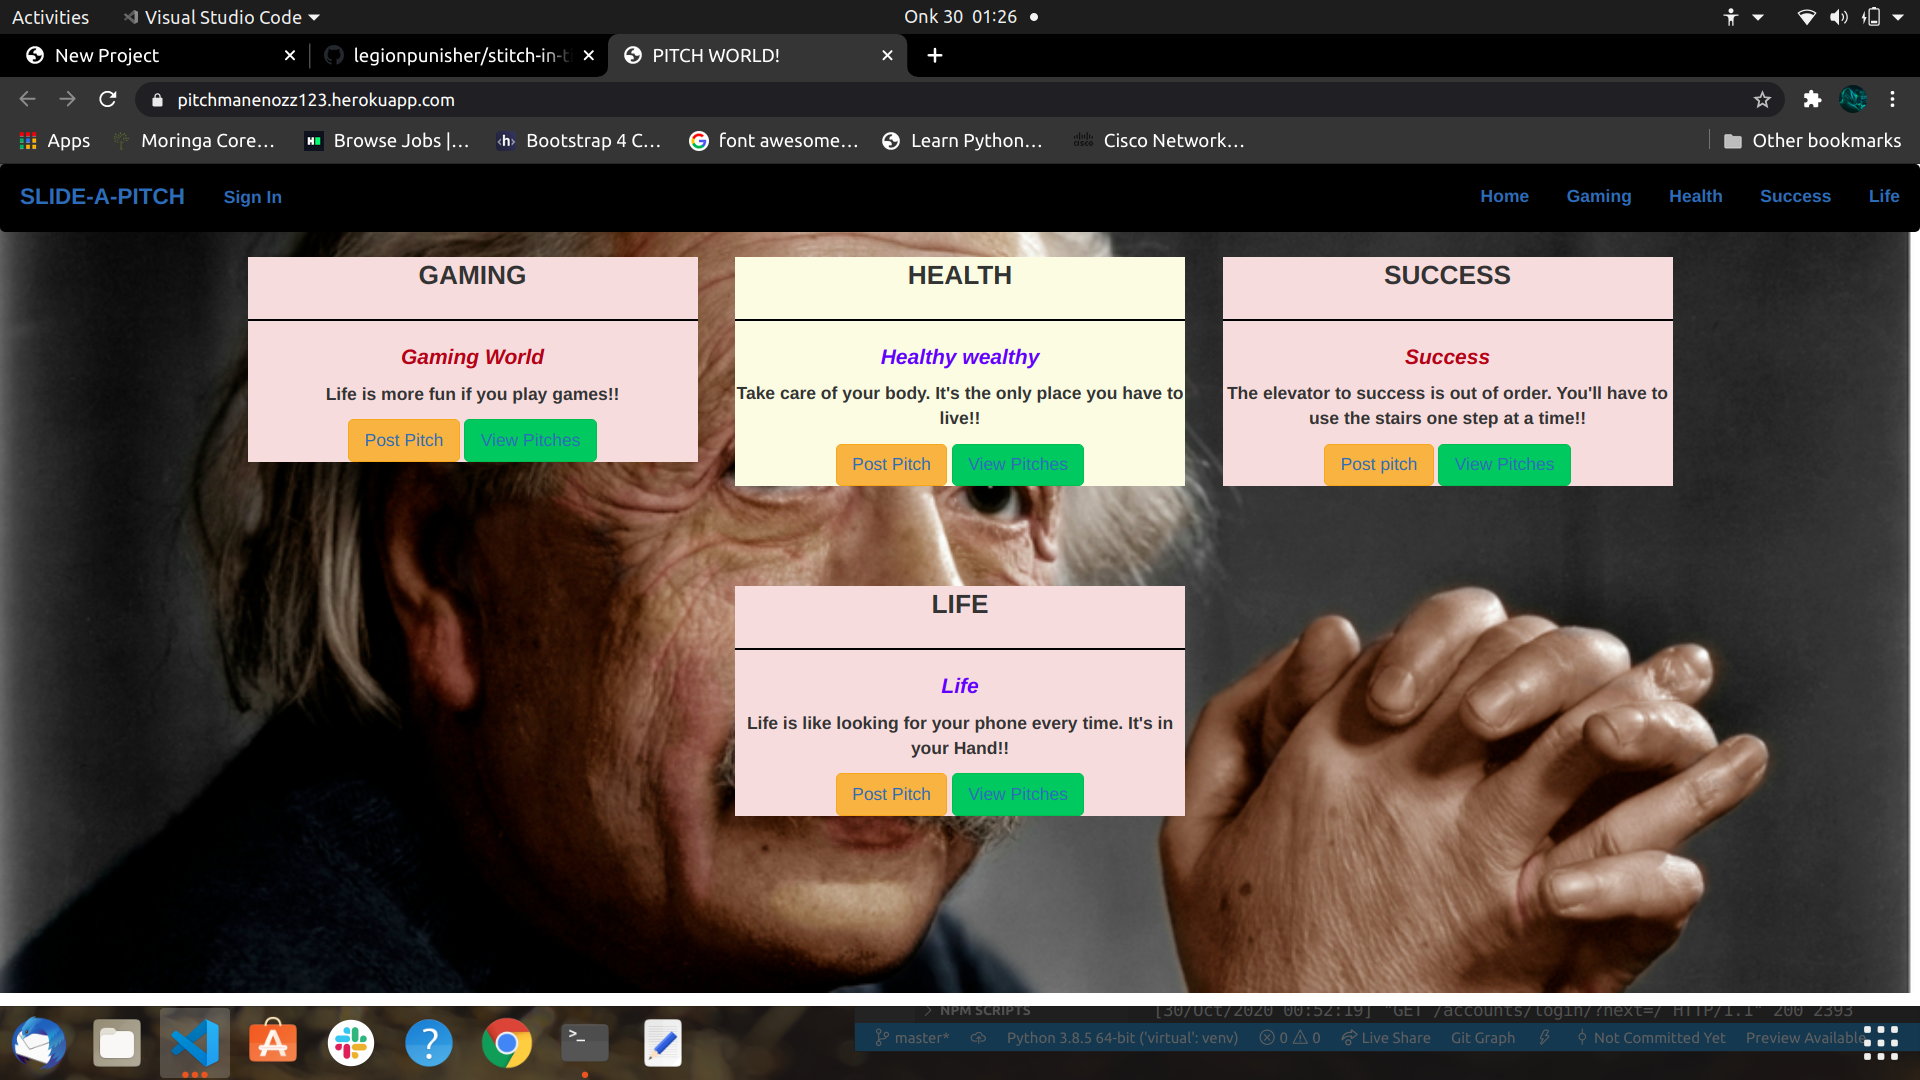 Activities
Visual Studio Code
Onk 30 01:26
New Project
legionpunisher/stitch-in-ti
PITCH WORLD!
pitchmanenozz123.herokuapp.com
Apps
Moringa Core...
Browse Jobs |...
Bootstrap 4 C...
font awesome...
Learn Python...
Cisco Network...
Other bookmarks
SLIDE-A-PITCH
Sign In
Home
Gaming
Health
Success
Life
GAMING
Gaming World
Life is more fun if you play games!!
Post Pitch
View Pitches
HEALTH
Healthy wealthy
Take care of your body. It's the only place you have to
live!!
Post Pitch
View Pitches
SUCCESS
Success
The elevator to success is out of order. You'll have to
use the stairs one step at a time!!
Post pitch
View Pitches
LIFE
Life
Life is like looking for your phone every time. It's in
your Hand!!
Post Pitch
View Pitches
NPM SCRIPTS
[30/Oct/2020 00:52:19] "GET /accounts/login/?next=/ HTTP/1.1" 200 2393
master*
Python 3.8.5 64-bit ('virtual': venv)
0
0
Live Share
Git Graph
Not Committed Yet
Preview Available